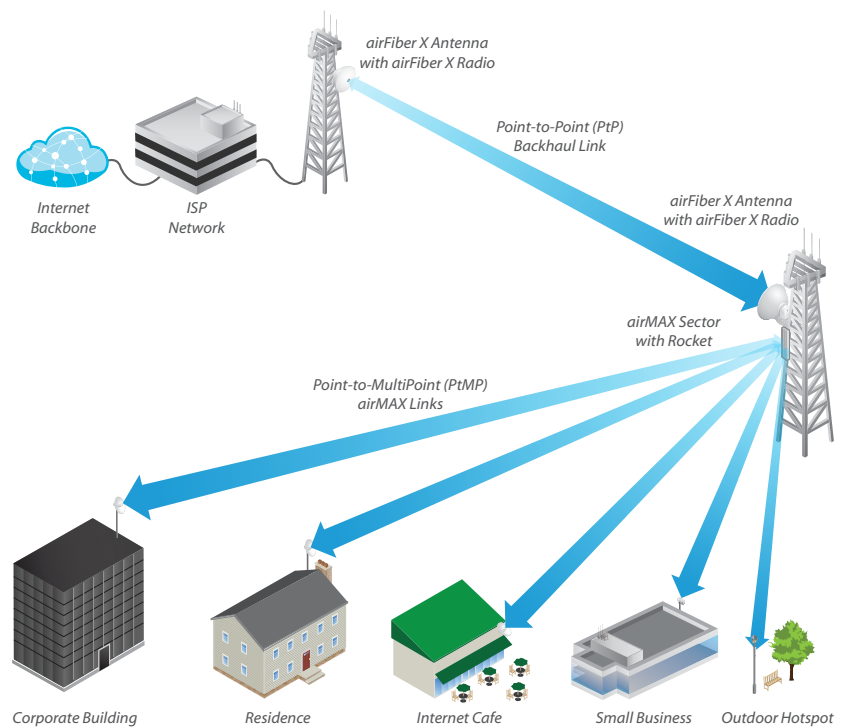 airFiber X Antenna
with airFiber X Radio
Point-to-Point (PtP)
Backhaul Link
Internet
Backbone
ISP
Network
airFiber X Antenna
with airFiber X Radio
airMAX Sector
with Rocket
Point-to-MultiPoint (PtMP)
airMAX Links
Corporate Building
Residence
Internet Cafe
Small Business
Outdoor Hotspot